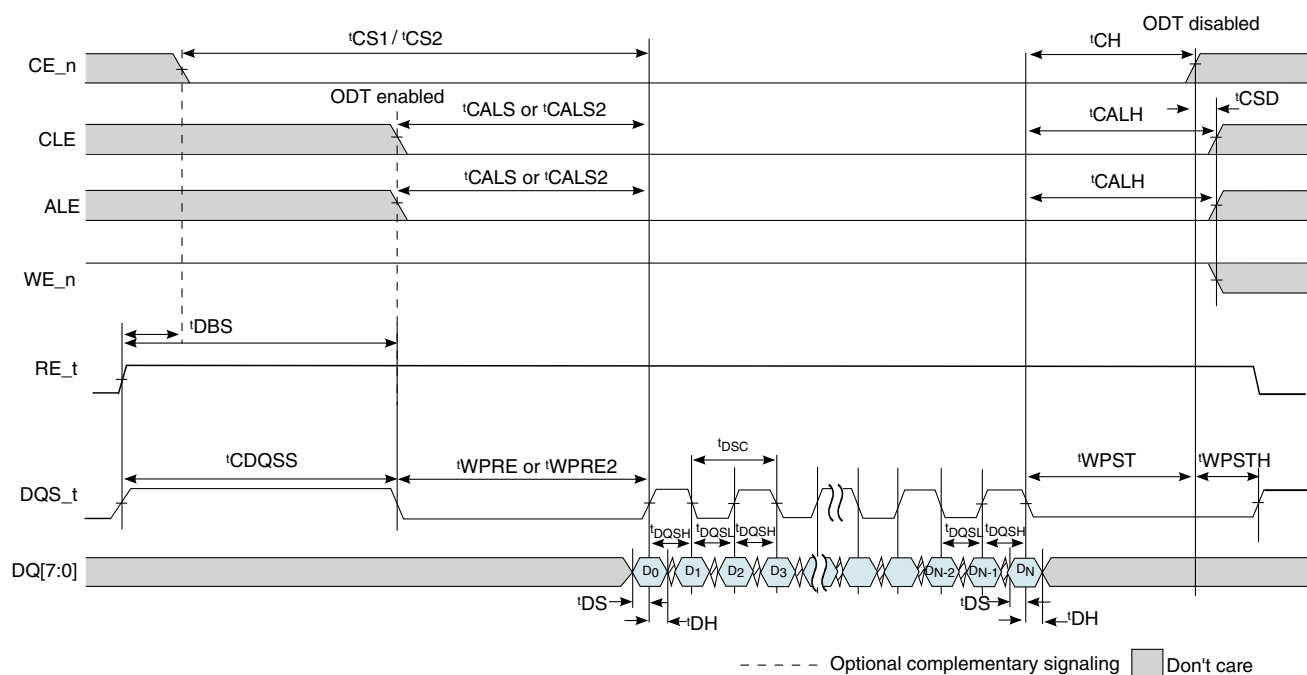 ODT disabled
tCS1 / tCS2
tCH
CE_n
ODT enabled
tCSD
tCALS or tCALS2
tCALH
CLE
tCALS or tCALS2
tCALH
ALE
WE_n
tDBS
RE_t
tDSC
tCDQSS
tWPRE or tWPRE2
tWPST
tWPSTH
DQS_t
tDQSH
tDQSL
tDQSH
tDQSL
tDQSH
DQ[7:0]
D0
D1
D2
D3
DN-2
DN-1
DN
tDS
tDS
tDH
tDH
Optional complementary signaling
Don't care